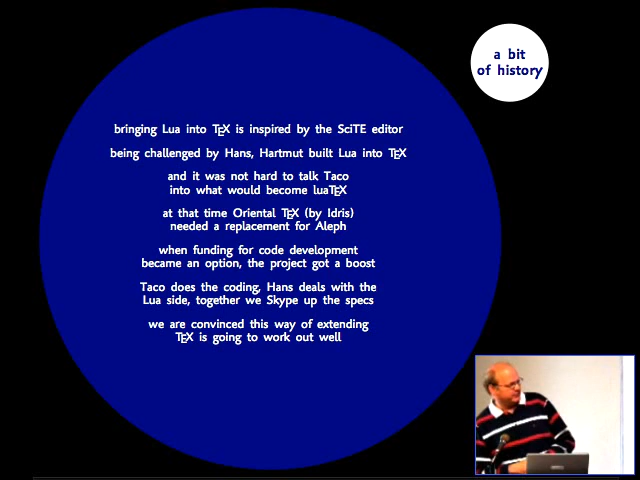 a bit
of history
bringing Lua into TEX is inspired by the SciTE editor
being challenged by Hans, Hartmut built Lua into TEX
and it was not hard to talk Taco
into what would become luaTEX
at that time Oriental TEX (by Idris)
needed a replacement for Aleph
when funding for code development
became an option, the project got a boost
Taco does the coding, Hans deals with the
Lua side, together we Skype up the specs
we are convinced this way of extending
TEX is going to work out well